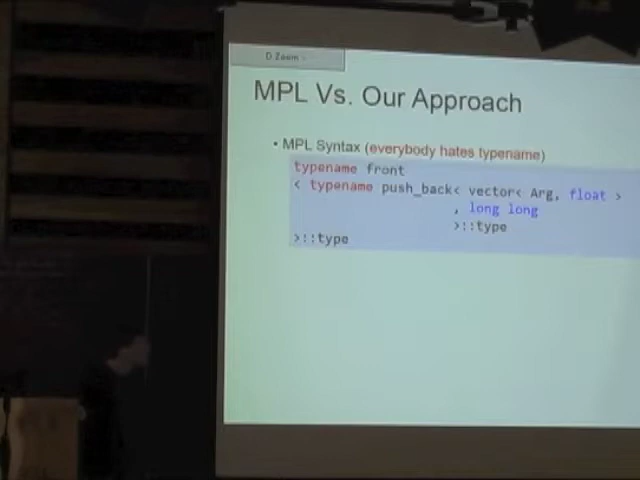 D Zoom -
MPL Vs. Our Approach
• MPL Syntax (everybody hates typename)
typename front
< typename push_back< vector< Arg, float >
, long long
>::type
>::type